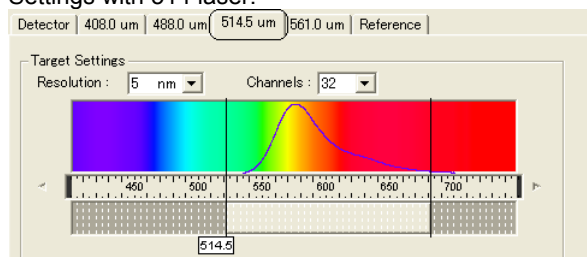 Settings with 514 laser.
Detector 408.0 um 488.0 um 514.5 um 561.0 um Reference
Target Settings
Resolution : 5 nm Channels : 32
460 500 550 600 650 700
514.5